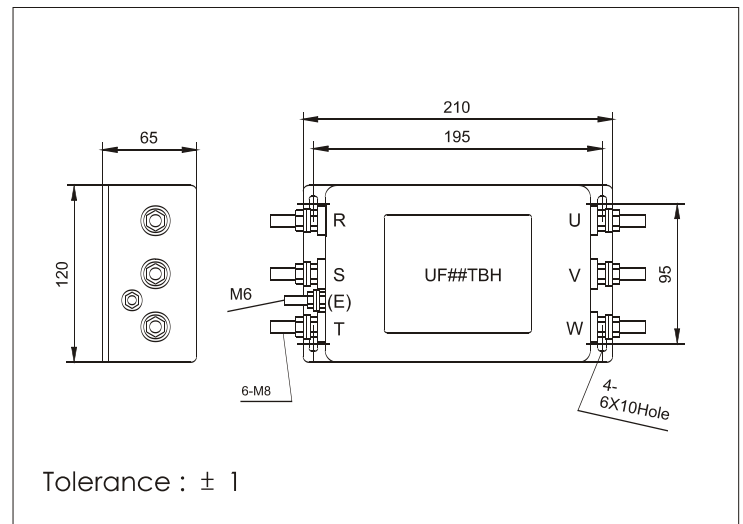 210
195
65
120
R
S
(E)
T
M6
6-M8
UF##TBH
U
V
W
95
4-
6X10Hole
Tolerance : ± 1